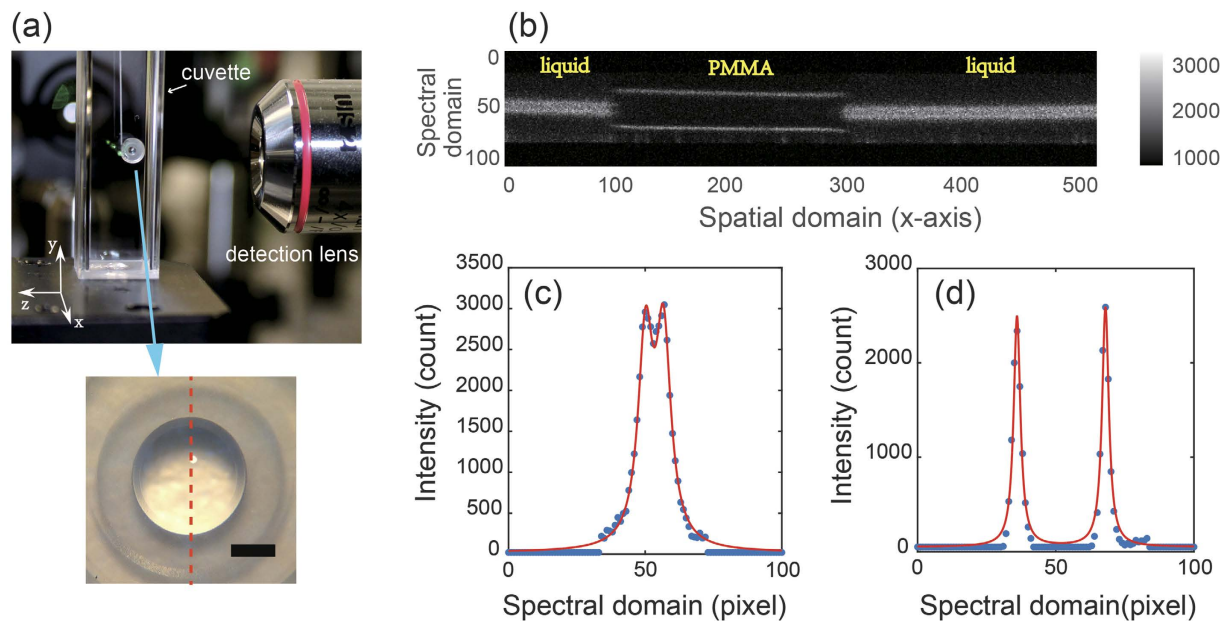 (a)
cuvette
detection lens
y
z
x
(b)
liquid
PMMA
liquid
Spectral
domain
0
50
100
0
100
200
300
400
500
Spatial domain (x-axis)
3000
2000
1000
(c)
Intensity (count)
3500
3000
2500
2000
1500
1000
500
0
0
50
100
Spectral domain (pixel)
(d)
Intensity (count)
3000
2000
1000
0
0
50
100
Spectral domain(pixel)